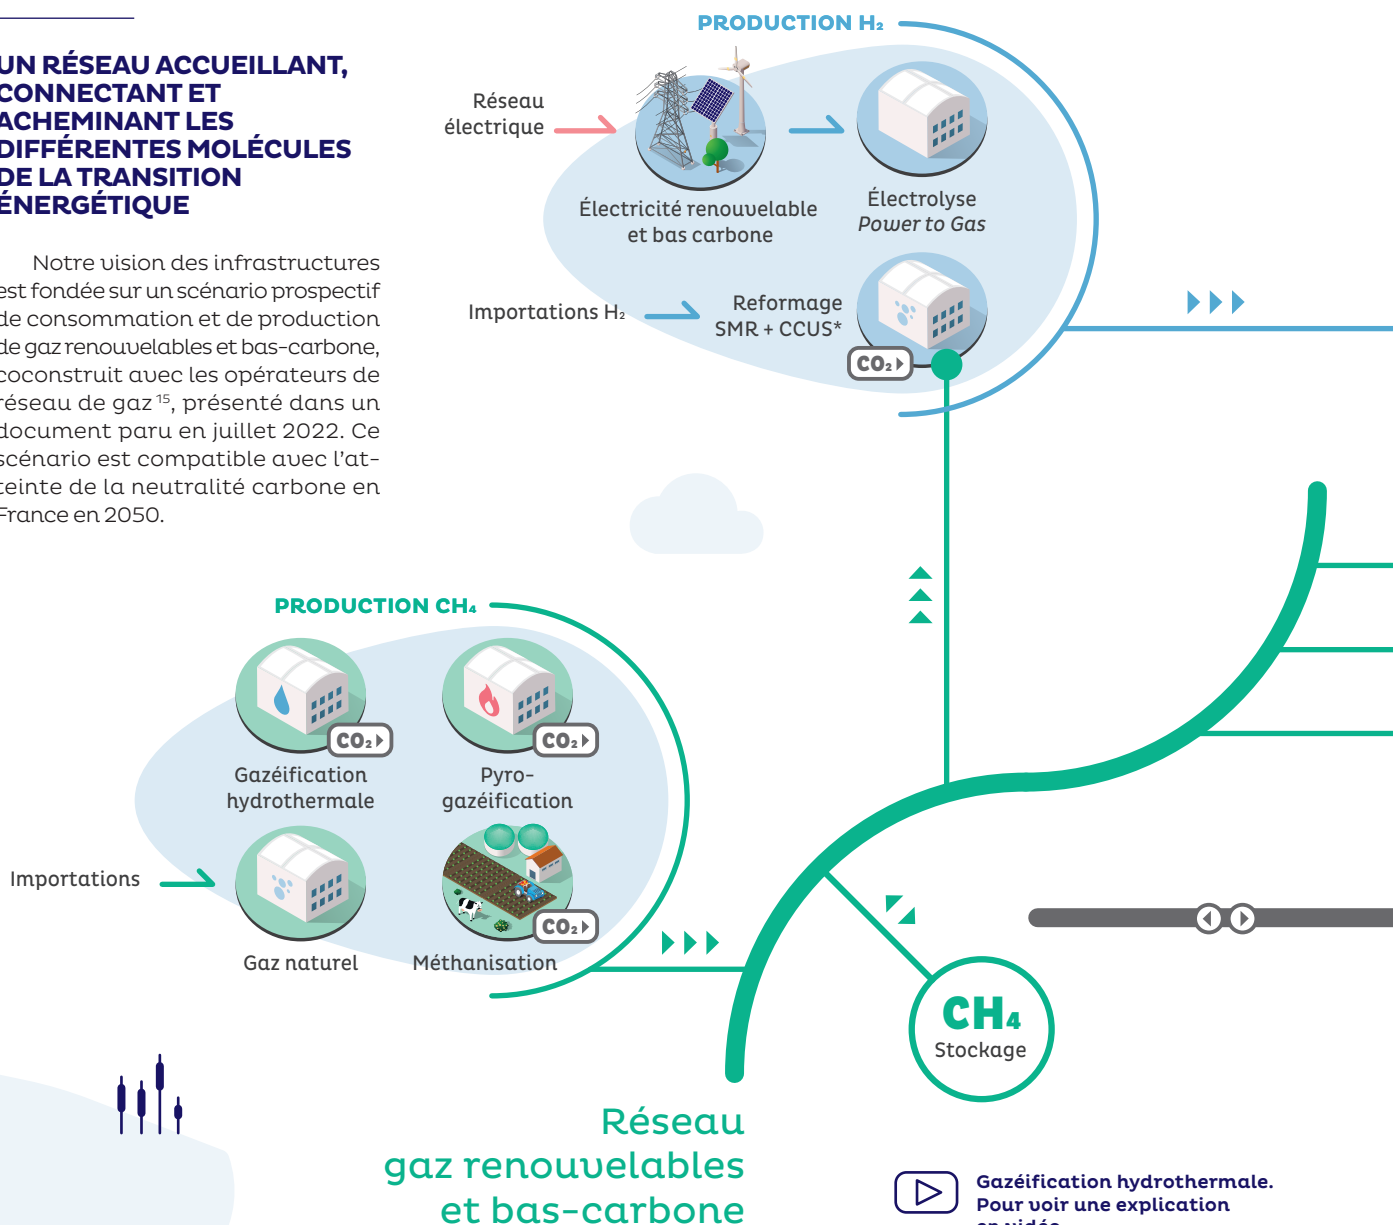 UN RÉSEAU ACCUEILLANT,
CONNECTANT ET
ACHEMINANT LES
DIFFÉRENTES MOLÉCULES
DE LA TRANSITION
ÉNERGÉTIQUE
Notre vision des infrastructures
est fondée sur un scénario prospectif
de consommation et de production
de gaz renouvelables et bas-carbone,
coconstruit avec les opérateurs de
réseau de gaz ¹⁵, présenté dans un
document paru en juillet 2022. Ce
scénario est compatible avec l'at-
teinte de la neutralité carbone en
France en 2050.
PRODUCTION H₂
Réseau
électrique
Électricité renouvelable
et bas carbone
Électrolyse
Power to Gas
Importations H₂
Reformage
SMR + CCUS*
CO₂
PRODUCTION CH₄
CO₂
Gazéification
hydrothermale
CO₂
Pyro-
gazéification
Importations
Gaz naturel
CO₂
Méthanisation
CH₄
Stockage
Réseau
gaz renouvelables
et bas-carbone
Gazéification hydrothermale.
Pour voir une explication
en vidéo